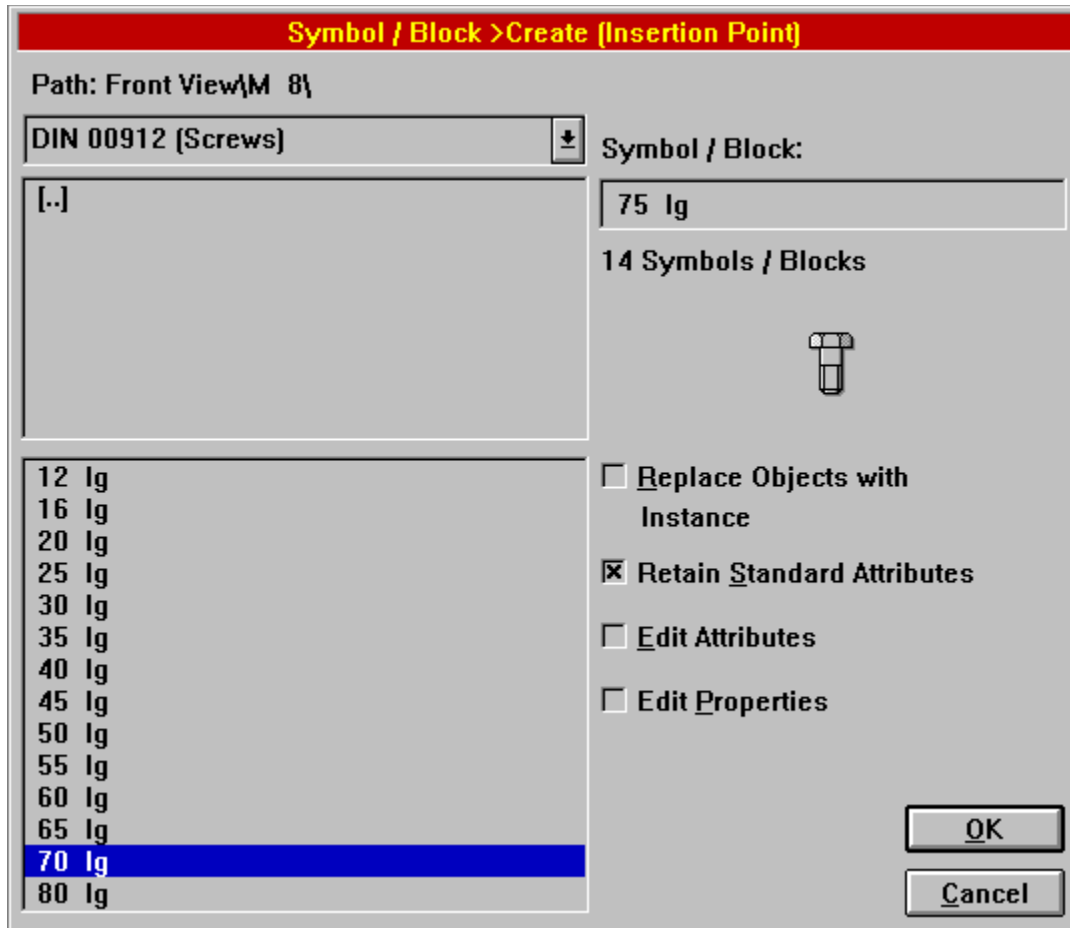 Symbol / Block >Create (Insertion Point)
Path: Front View\M  8\
DIN 00912 (Screws)
[..]
Symbol / Block:
75  lg
14 Symbols / Blocks
12  lg
16  lg
20  lg
25  lg
30  lg
35  lg
40  lg
45  lg
50  lg
55  lg
60  lg
65  lg
70  lg
80  lg
Replace Objects with
Instance
Retain Standard Attributes
Edit Attributes
Edit Properties
OK
Cancel